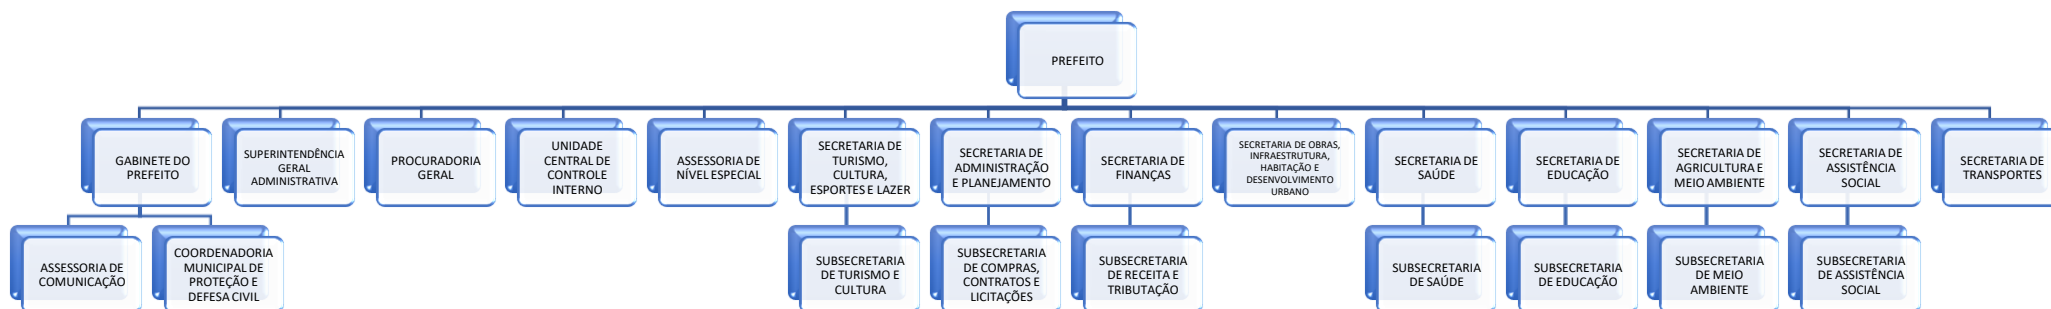 PREFEITO
GABINETE DO
PREFEITO
SUPERINTENDÊNCIA
GERAL
ADMINISTRATIVA
PROCURADORIA
GERAL
UNIDADE
CENTRAL DE
CONTROLE
INTERNO
ASSESSORIA DE
NÍVEL ESPECIAL
SECRETARIA DE
TURISMO,
CULTURA,
ESPORTES E LAZER
SECRETARIA DE
ADMINISTRAÇÃO
E PLANEJAMENTO
SECRETARIA DE
FINANÇAS
SECRETARIA DE OBRAS,
INFRAESTRUTURA,
HABITAÇÃO E
DESENVOLVIMENTO
URBANO
SECRETARIA DE
SAÚDE
SECRETARIA DE
EDUCAÇÃO
SECRETARIA DE
AGRICULTURA E
MEIO AMBIENTE
SECRETARIA DE
ASSISTÊNCIA
SOCIAL
SECRETARIA DE
TRANSPORTES
ASSESSORIA DE
COMUNICAÇÃO
COORDENADORIA
MUNICIPAL DE
PROTEÇÃO E
DEFESA CIVIL
SUBSECRETARIA
DE TURISMO E
CULTURA
SUBSECRETARIA
DE COMPRAS,
CONTRATOS E
LICITAÇÕES
SUBSECRETARIA
DE RECEITA E
TRIBUTAÇÃO
SUBSECRETARIA
DE SAÚDE
SUBSECRETARIA
DE EDUCAÇÃO
SUBSECRETARIA
DE MEIO
AMBIENTE
SUBSECRETARIA
DE ASSISTÊNCIA
SOCIAL